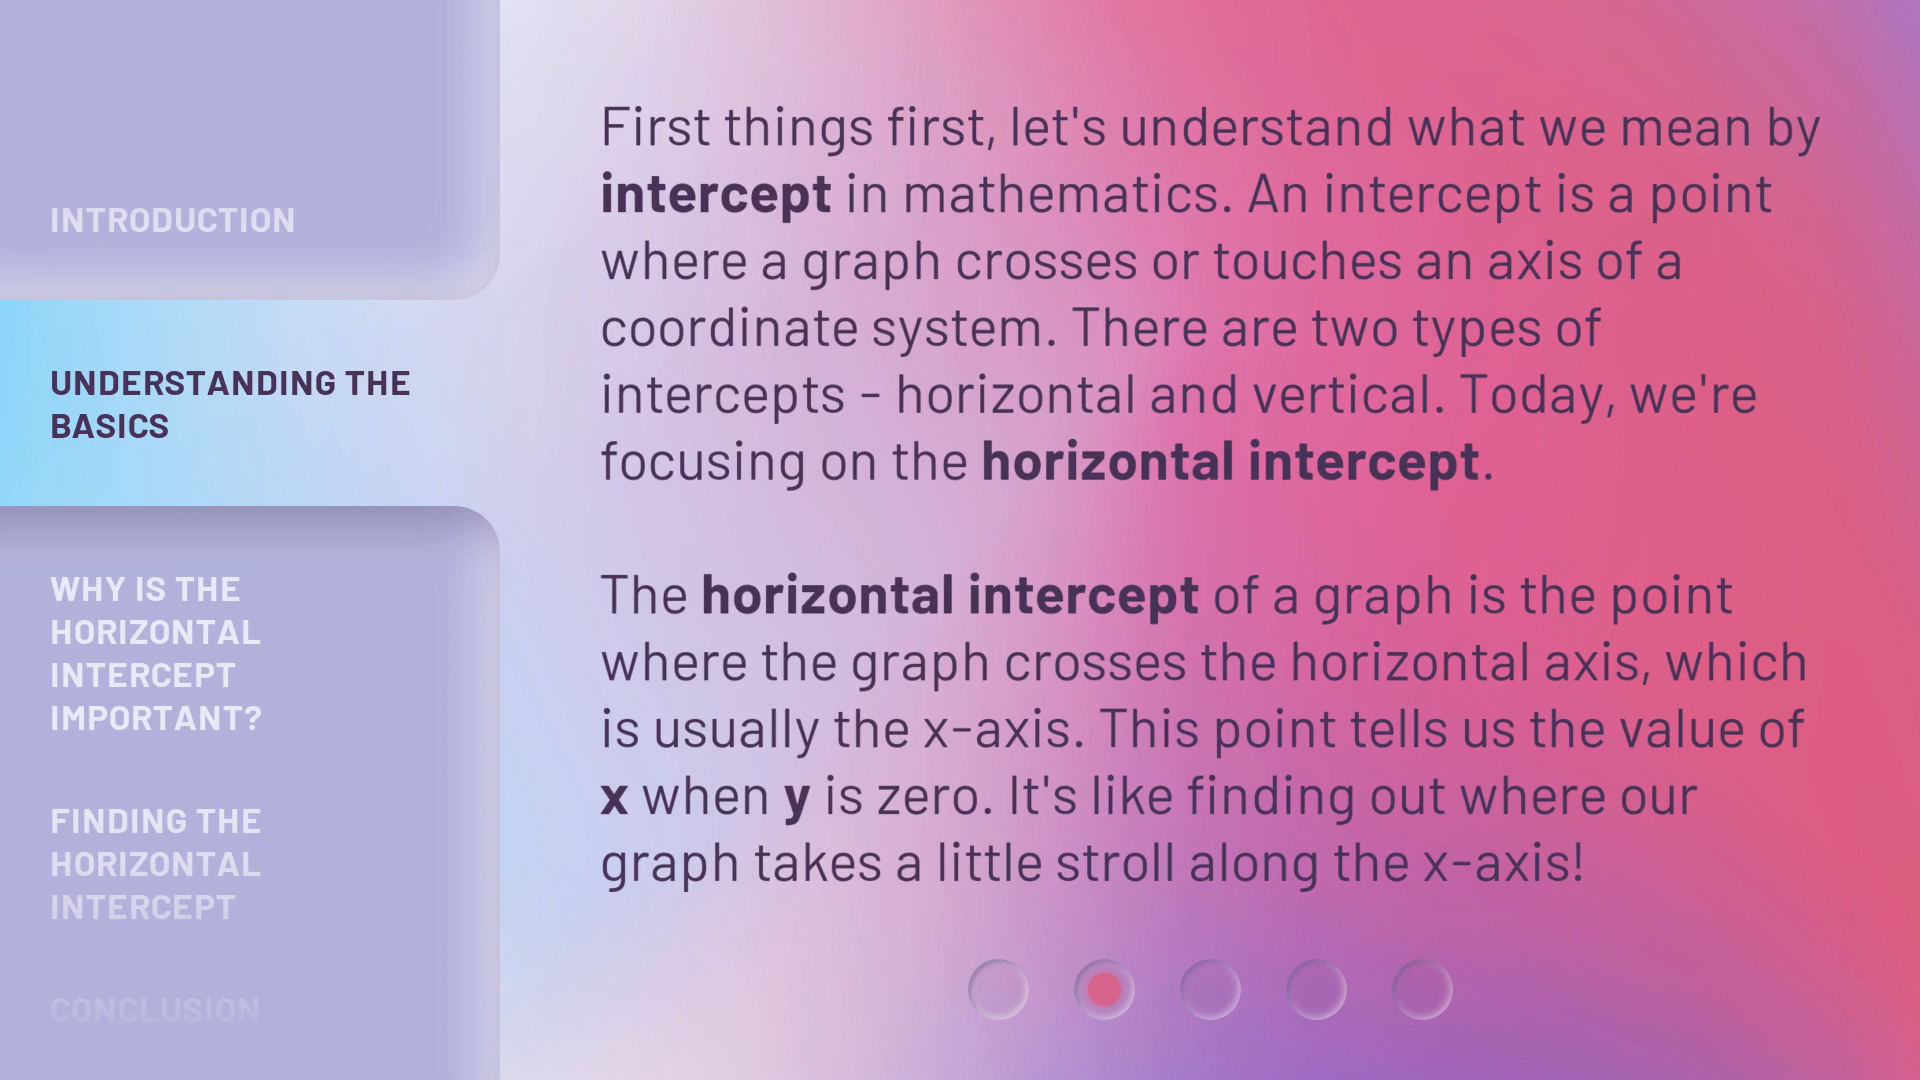 INTRODUCTION
UNDERSTANDING THE
BASICS
WHY IS THE
HORIZONTAL
INTERCEPT
IMPORTANT?
FINDING THE
HORIZONTAL
INTERCEPT
CONCLUSION
First things first, let's understand what we mean by
intercept in mathematics. An intercept is a point
where a graph crosses or touches an axis of a
coordinate system. There are two types of
intercepts - horizontal and vertical. Today, we're
focusing on the horizontal intercept.
The horizontal intercept of a graph is the point
where the graph crosses the horizontal axis, which
is usually the x-axis. This point tells us the value of
x when y is zero. It's like finding out where our
graph takes a little stroll along the x-axis!